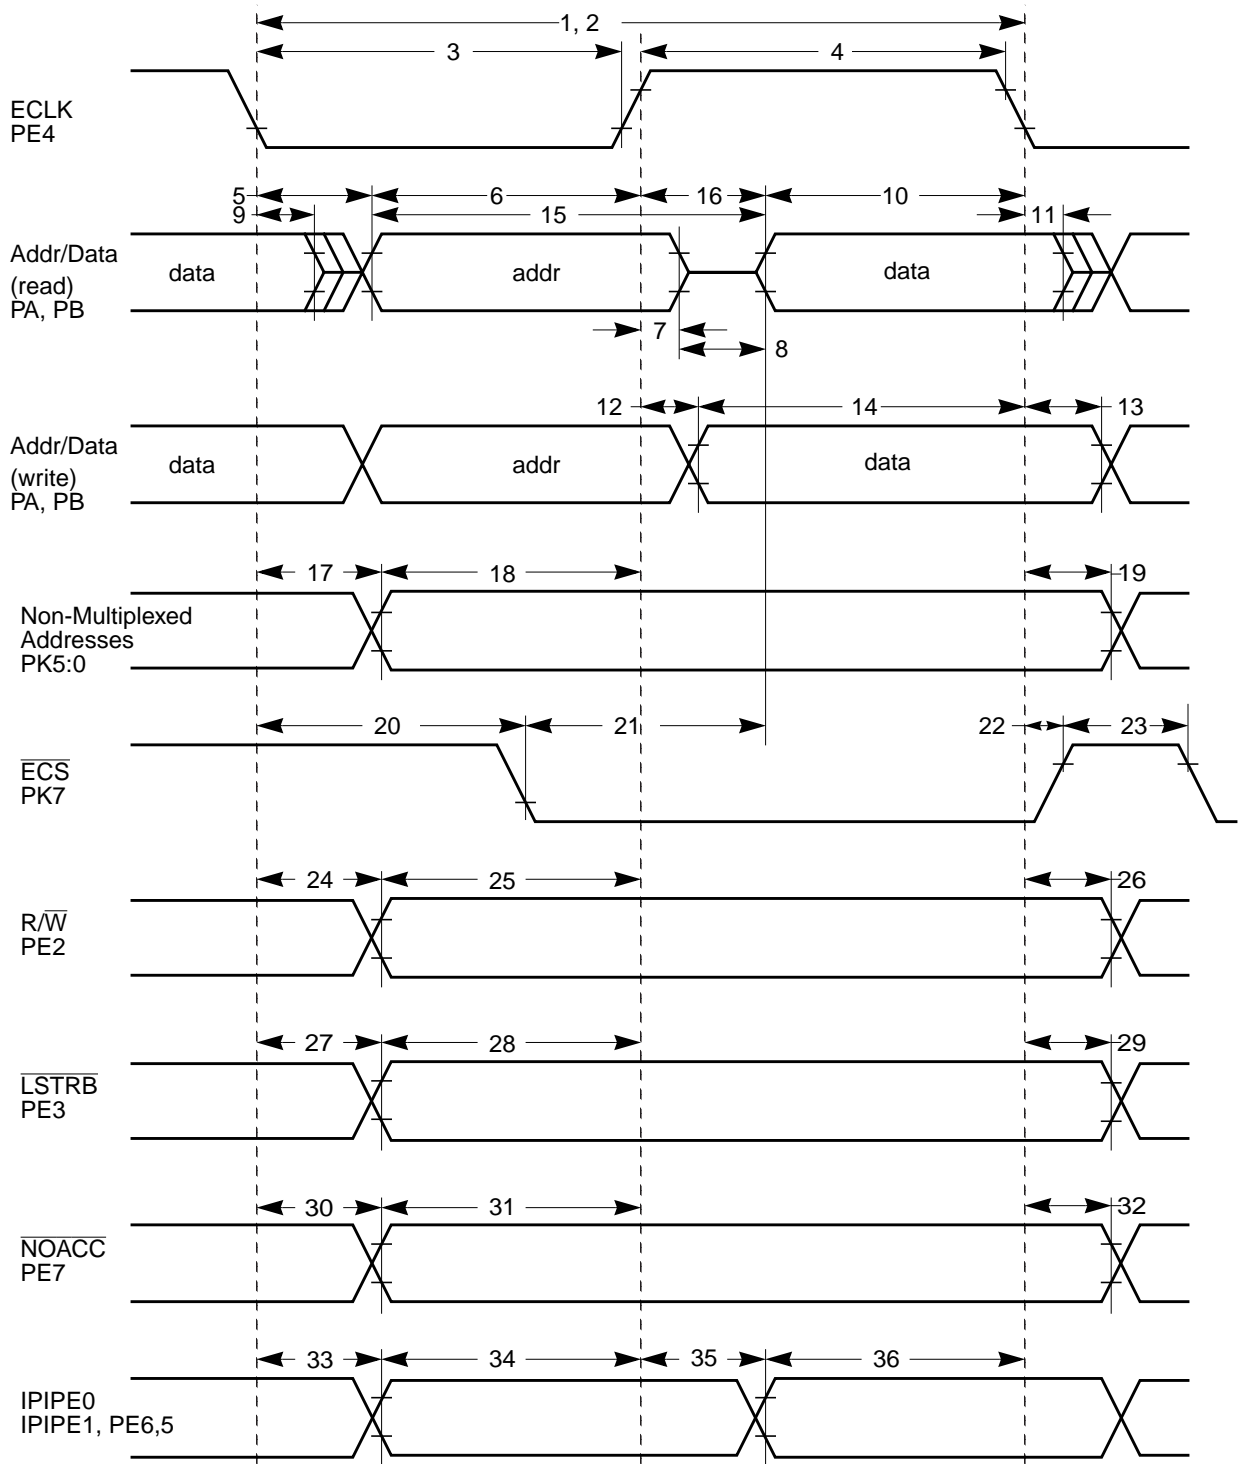 1, 2
3
4
ECLK
PE4
5
6
16
10
9
15
11
Addr/Data
(read)
PA, PB
data
addr
data
7
8
12
14
13
Addr/Data
(write)
PA, PB
data
addr
data
17
18
19
Non-Multiplexed
Addresses
PK5:0
20
21
22
23
ECS
PK7
24
25
26
R/W
PE2
27
28
29
LSTRB
PE3
30
31
32
NOACC
PE7
33
34
35
36
IPIPE0
IPIPE1, PE6,5